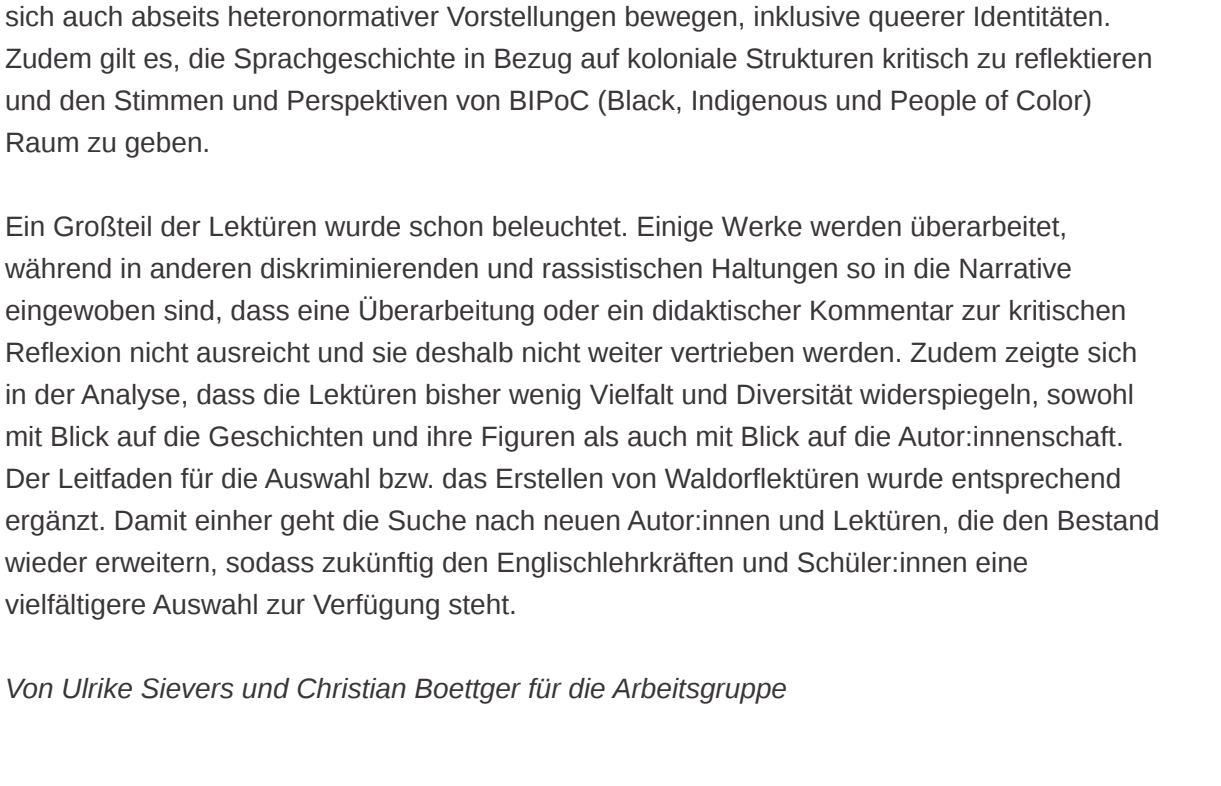 sich auch abseits heteronormativer Vorstellungen bewegen, inklusive queerer Identitäten.
Zudem gilt es, die Sprachgeschichte in Bezug auf koloniale Strukturen kritisch zu reflektieren
und den Stimmen und Perspektiven von BIPoC (Black, Indigenous und People of Color)
Raum zu geben.
Ein Großteil der Lektüren wurde schon beleuchtet. Einige Werke werden überarbeitet,
während in anderen diskriminierenden und rassistischen Haltungen so in die Narrative
eingewoben sind, dass eine Überarbeitung oder ein didaktischer Kommentar zur kritischen
Reflexion nicht ausreicht und sie deshalb nicht weiter vertrieben werden. Zudem zeigte sich
in der Analyse, dass die Lektüren bisher wenig Vielfalt und Diversität widerspiegeln, sowohl
mit Blick auf die Geschichten und ihre Figuren als auch mit Blick auf die Autor:innenschaft.
Der Leitfaden für die Auswahl bzw. das Erstellen von Waldorflektüren wurde entsprechend
ergänzt. Damit einher geht die Suche nach neuen Autor:innen und Lektüren, die den Bestand
wieder erweitern, sodass zukünftig den Englischlehrkräften und Schüler:innen eine
vielfältigere Auswahl zur Verfügung steht.
Von Ulrike Sievers und Christian Boettger für die Arbeitsgruppe